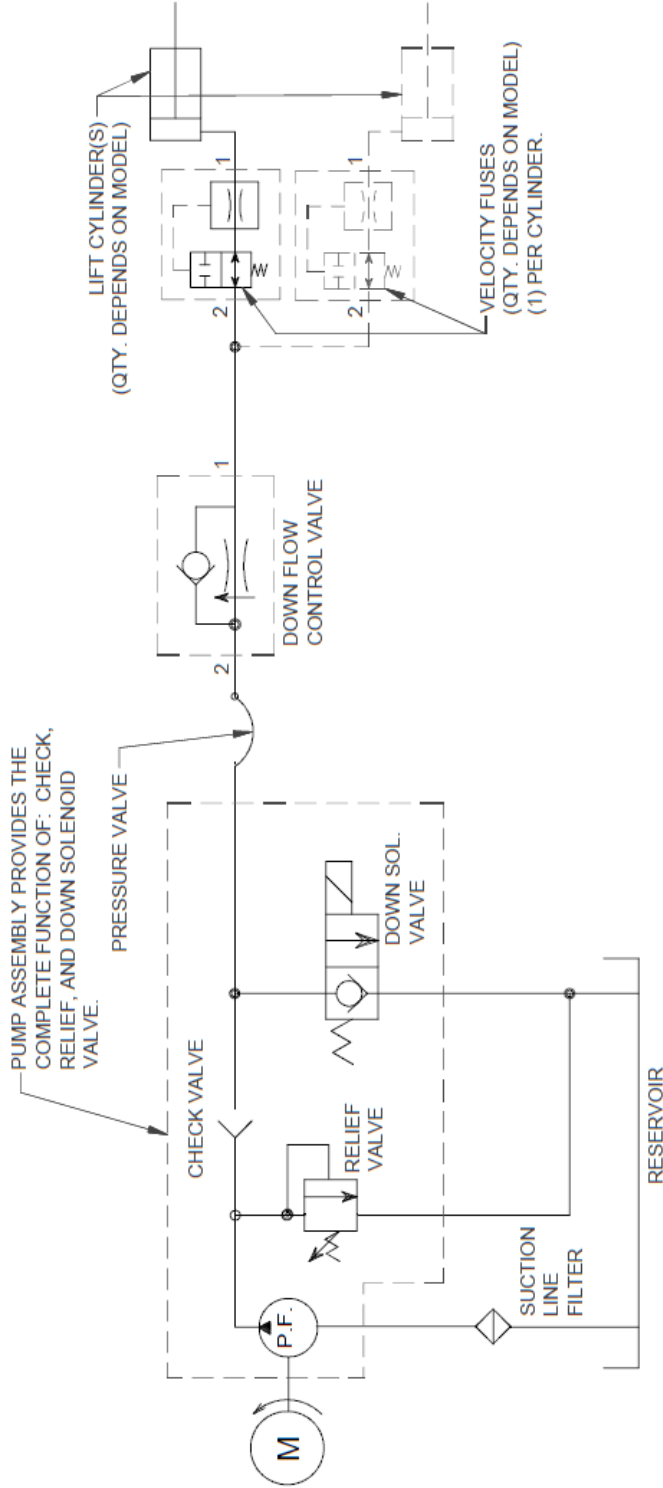 PUMP ASSEMBLY PROVIDES THE
COMPLETE FUNCTION OF: CHECK,
RELIEF, AND DOWN SOLENOID
VALVE.
PRESSURE VALVE
LIFT CYLINDER(S)
(QTY. DEPENDS ON MODEL)
CHECK VALVE
2
1
2
1
2
1
M
P.F.
RELIEF
VALVE
DOWN SOL.
VALVE
DOWN FLOW
CONTROL VALVE
VELOCITY FUSES
(QTY. DEPENDS ON MODEL)
(1) PER CYLINDER.
SUCTION
LINE
FILTER
RESERVOIR